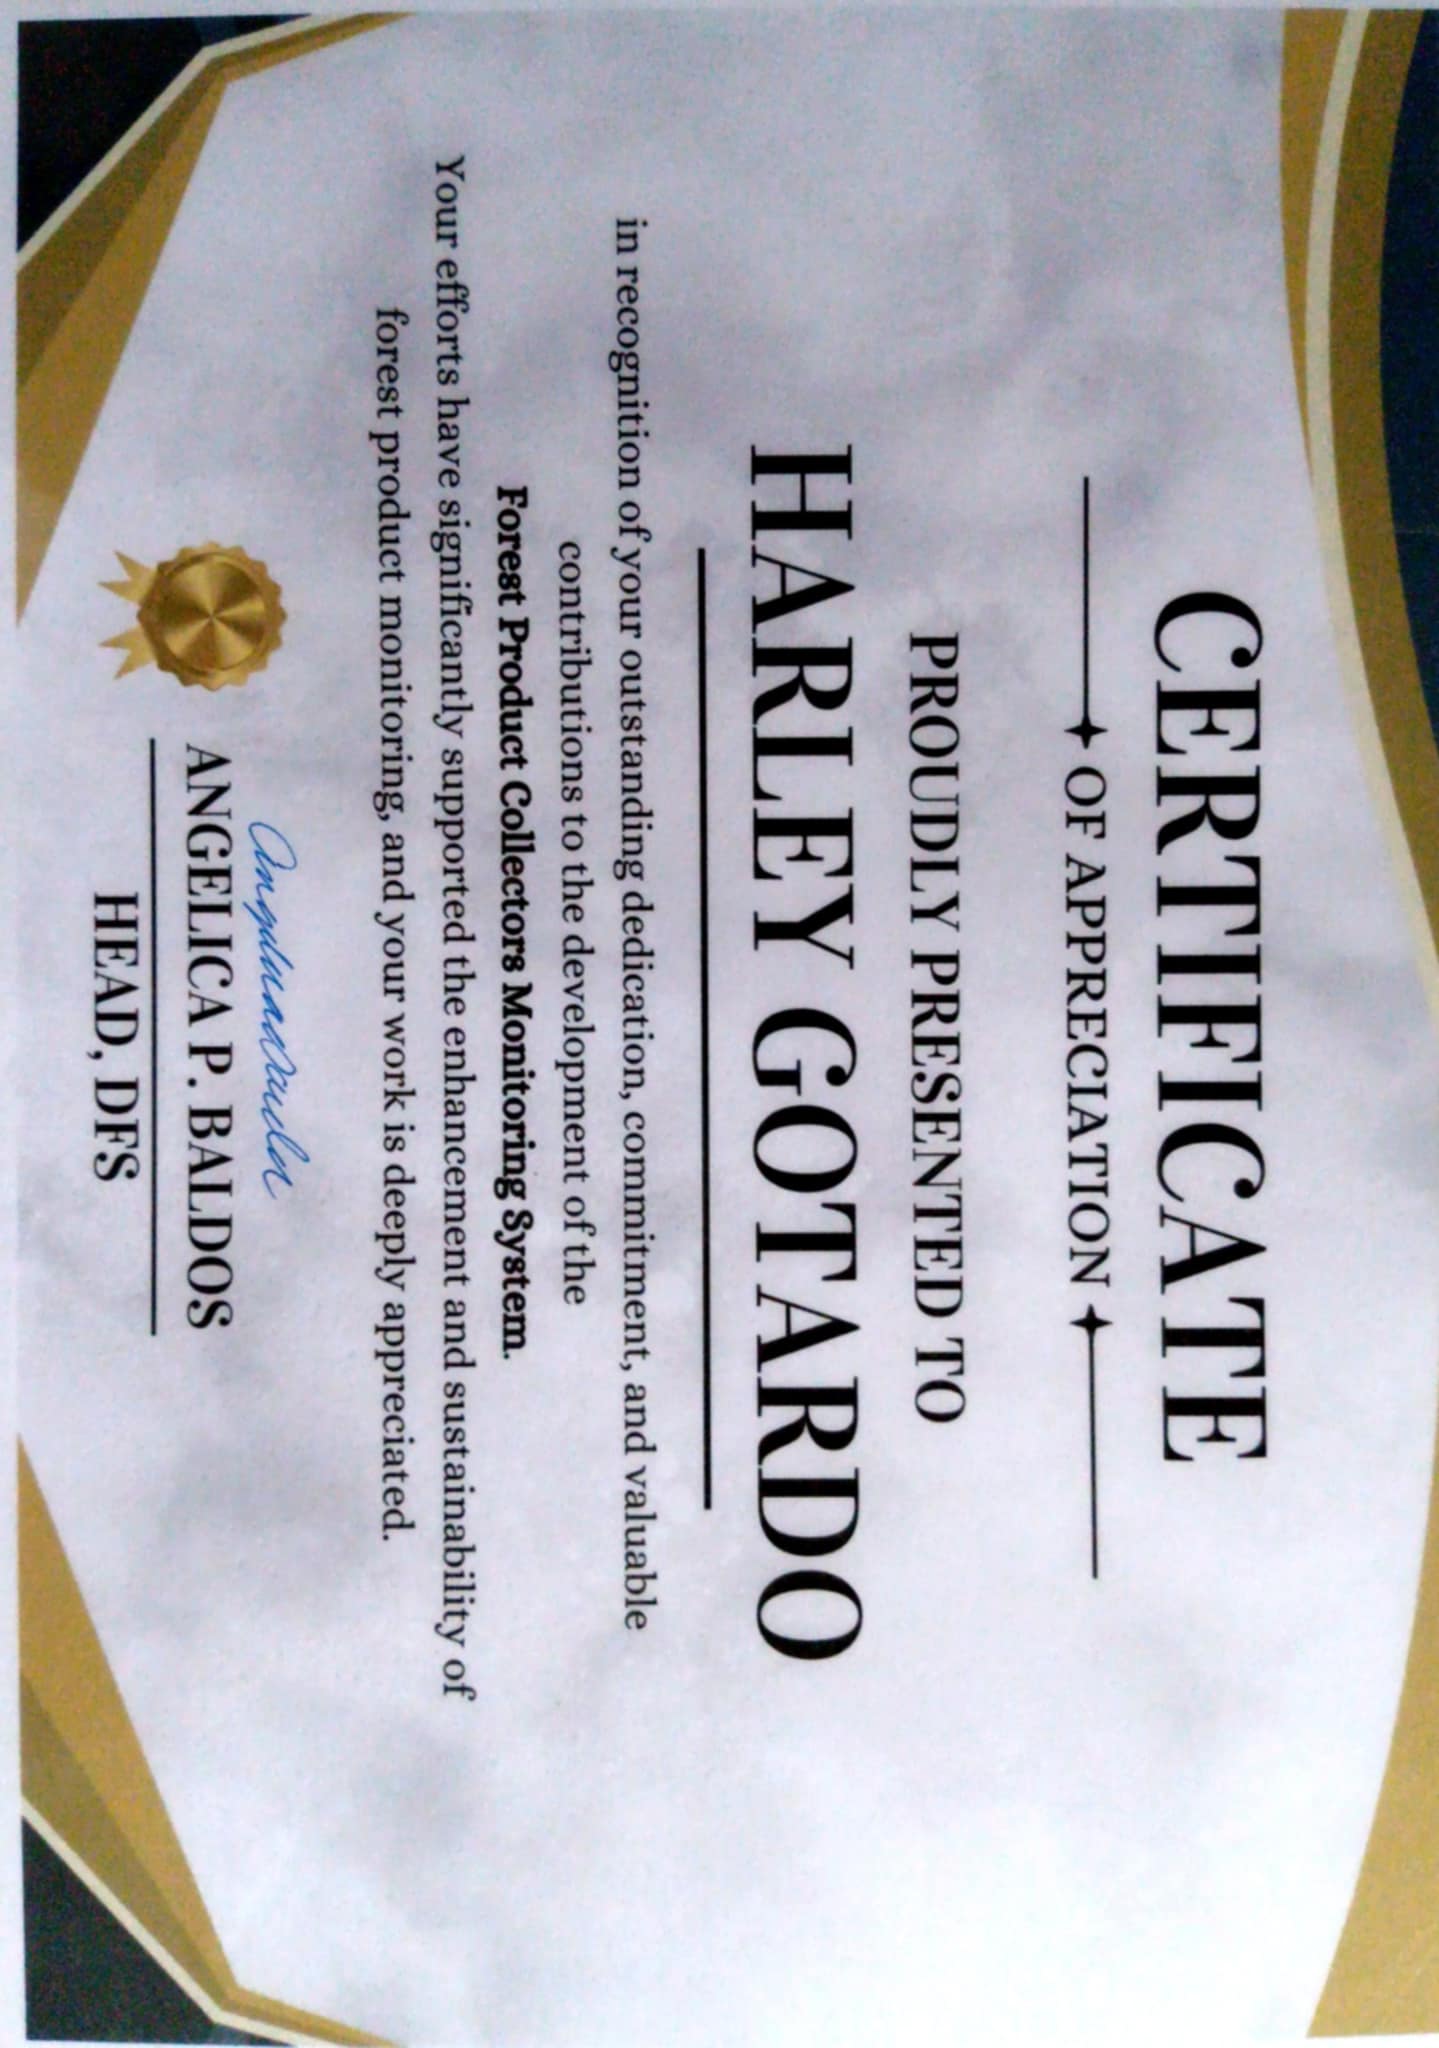 CERTIFICATE
OF APPRECIATION
PROUDLY PRESENTED TO
HARLEY GOTARDO
in recognition of your outstanding dedication, commitment, and valuable
contributions to the development of the
Forest Product Collectors Monitoring System.
Your efforts have significantly supported the enhancement and sustainability of
forest product monitoring, and your work is deeply appreciated.
ANGELICA P. BALDOS
HEAD, DFS